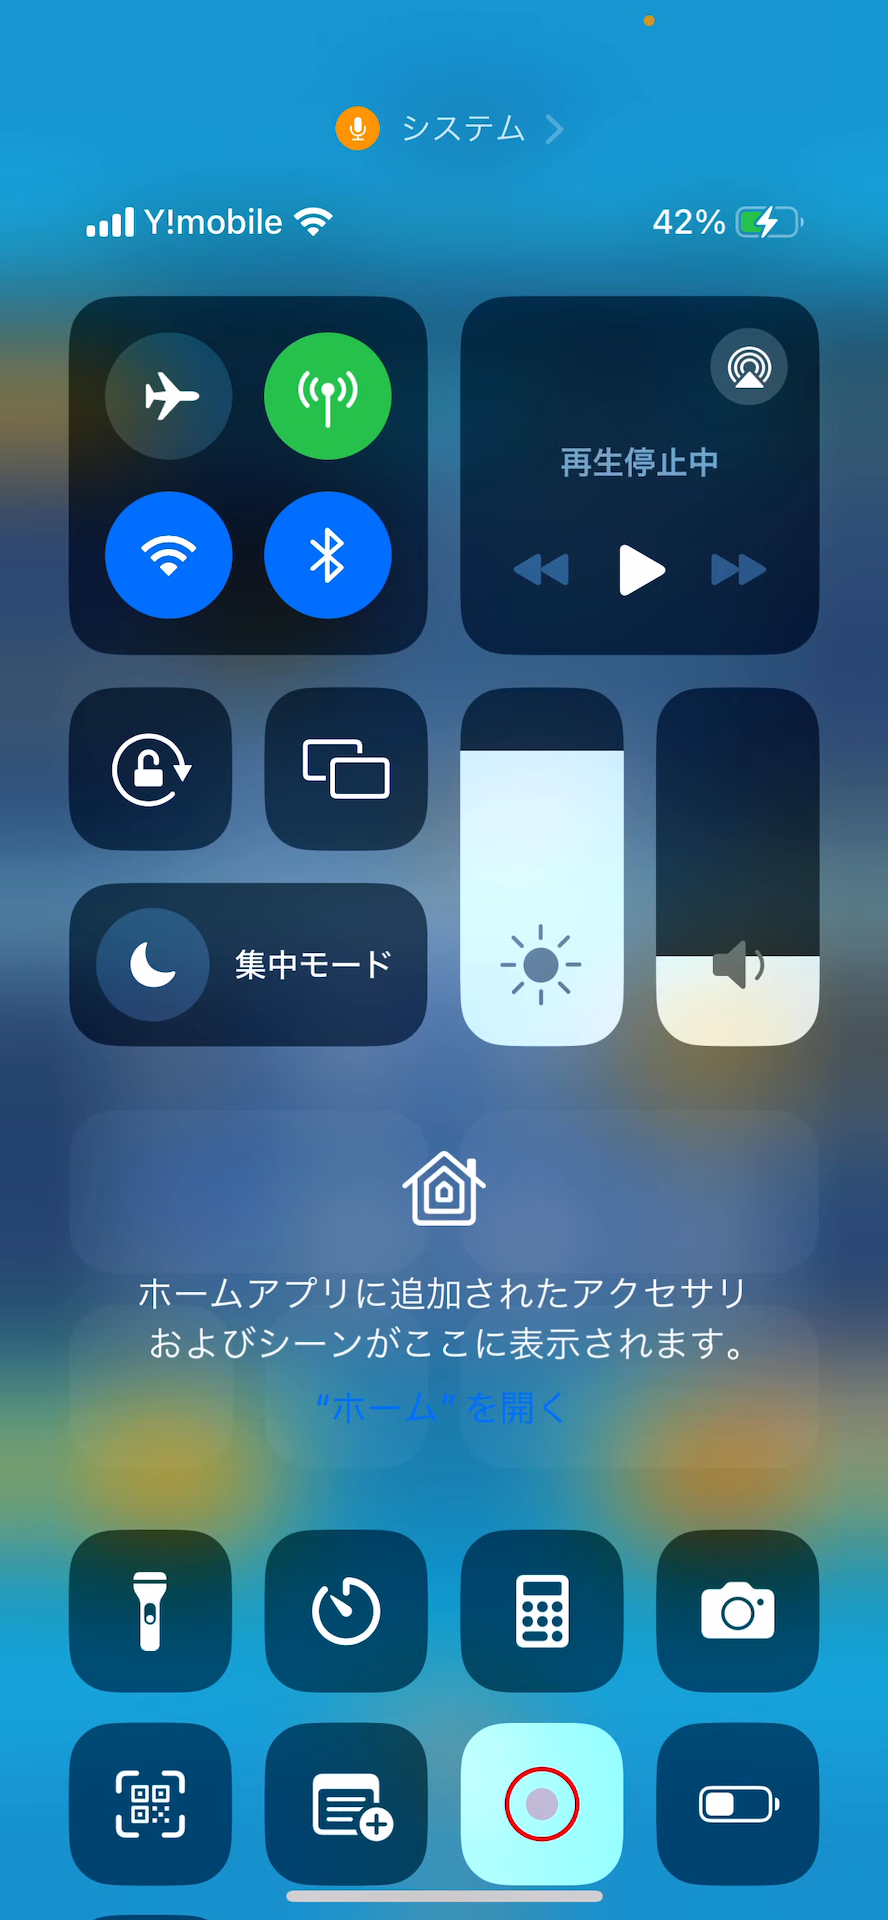 システム
Y!mobile
42%
再生停止中
集中モード
ホームアプリに追加されたアクセサリ
およびシーンがここに表示されます。
“ホーム” を開く